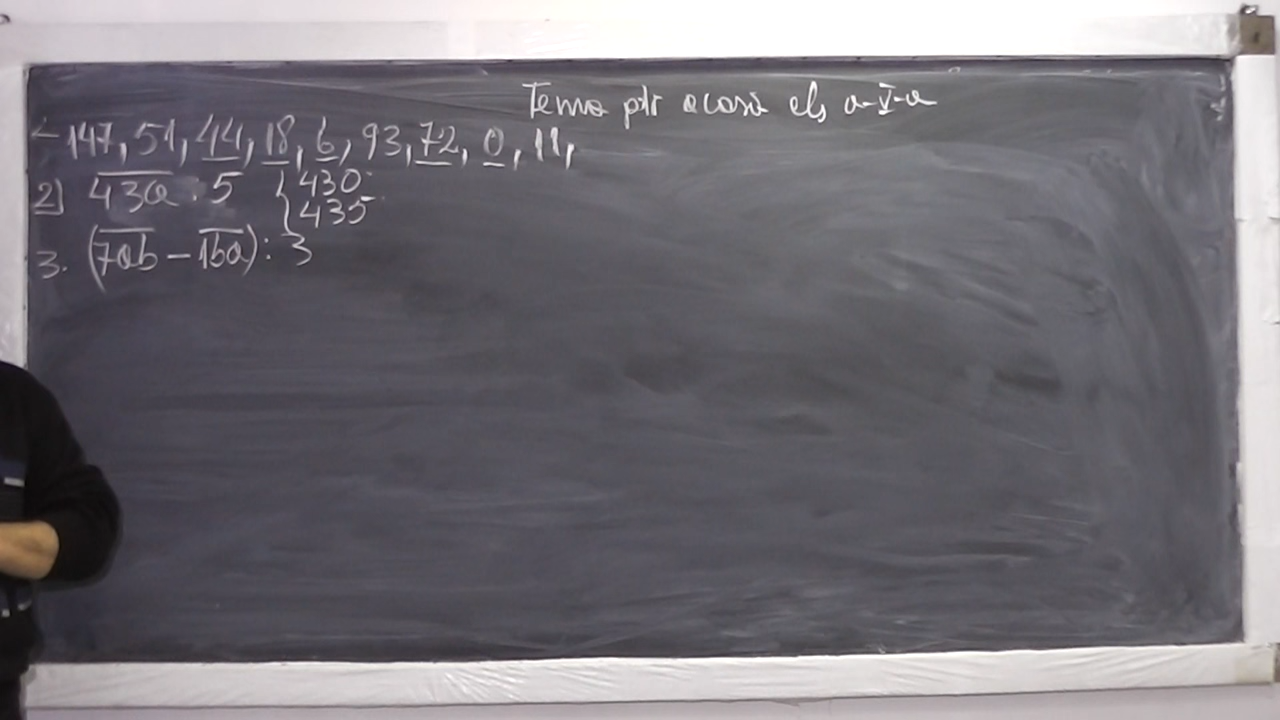 Tema ptr acasă cls a-V-a
147, 51, 44, 18, 6, 93, 72, 0, 11,
2) 43a : 5 { 430
{ 435
3. (7ab – 1ba) : 3